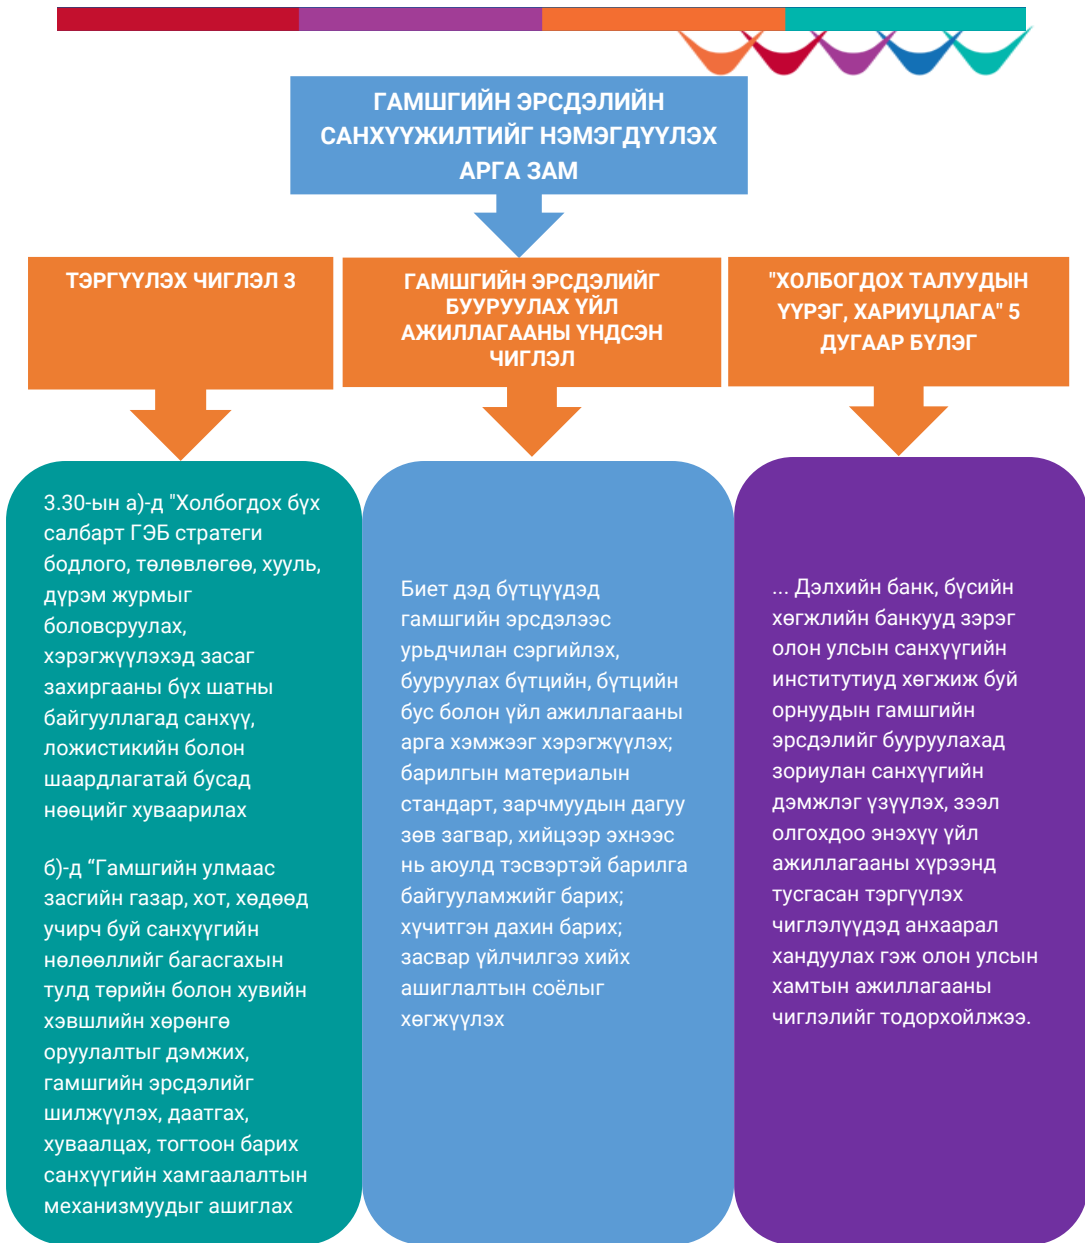 ГАМШГИЙН ЭРСДЭЛИЙН
САНХҮҮЖИЛТИЙГ НЭМЭГДҮҮЛЭХ
АРГА ЗАМ
ТЭРГҮҮЛЭХ ЧИГЛЭЛ 3
ГАМШГИЙН ЭРСДЭЛИЙГ
БУУРУУЛАХ ҮЙЛ
АЖИЛЛАГААНЫ ҮНДСЭН
ЧИГЛЭЛ
"ХОЛБОГДОХ ТАЛУУДЫН
ҮҮРЭГ, ХАРИУЦЛАГА" 5
ДУГААР БҮЛЭГ
3.30-ын а)-д "Холбогдох бүх
салбарт ГЭБ стратеги
бодлого, төлөвлөгөө, хууль,
дүрэм журмыг
боловсруулах,
хэрэгжүүлэхэд засаг
захиргааны бүх шатны
байгууллагад санхүү,
ложистикийн болон
шаардлагатай бусад
нөөцийг хуваарилах
б)-д “Гамшгийн улмаас
засгийн газар, хот, хөдөөд
учирч буй санхүүгийн
нөлөөллийг багасгахын
тулд төрийн болон хувийн
хэвшлийн хөрөнгө
оруулалтыг дэмжих,
гамшгийн эрсдэлийг
шилжүүлэх, даатгах,
хуваалцах, тогтоон барих
санхүүгийн хамгаалалтын
механизмуудыг ашиглах
Биет дэд бүтцүүдэд
гамшгийн эрсдэлээс
урьдчилан сэргийлэх,
бууруулах бүтцийн, бүтцийн
бус болон үйл ажиллагааны
арга хэмжээг хэрэгжүүлэх;
барилгын материалын
стандарт, зарчмуудын дагуу
зөв загвар, хийцээр эхнээс
нь аюулд тэсвэртэй барилга
байгууламжийг барих;
хүчитгэн дахин барих;
засвар үйлчилгээ хийх
ашиглалтын соёлыг
хөгжүүлэх
... Дэлхийн банк, бүсийн
хөгжлийн банкууд зэрэг
олон улсын санхүүгийн
институтиуд хөгжиж буй
орнуудын гамшгийн
эрсдэлийг бууруулахад
зориулан санхүүгийн
дэмжлэг үзүүлэх, зээл
олгохдоо энэхүү үйл
ажиллагааны хүрээнд
тусгасан тэргүүлэх
чиглэлүүдэд анхаарал
хандуулах гэж олон улсын
хамтын ажиллагааны
чиглэлийг тодорхойлжээ.